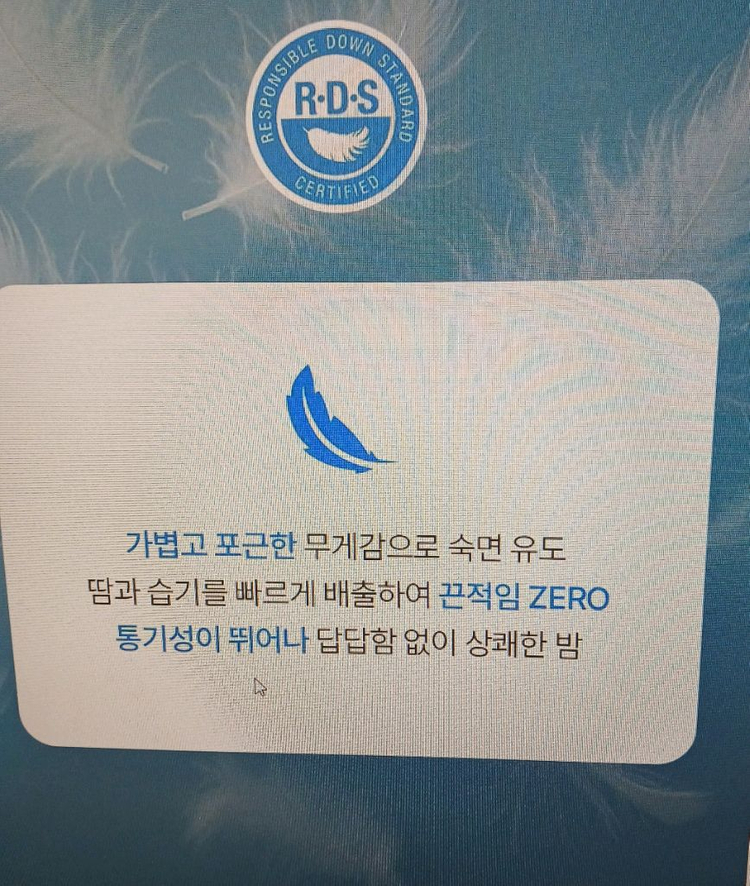 RESPONSIBLE DOWN STANDARD
R·D·S
CERTIFIED
가볍고 포근한 무게감으로 숙면 유도
땀과 습기를 빠르게 배출하여 끈적임 ZERO
통기성이 뛰어나 답답함 없이 상쾌한 밤